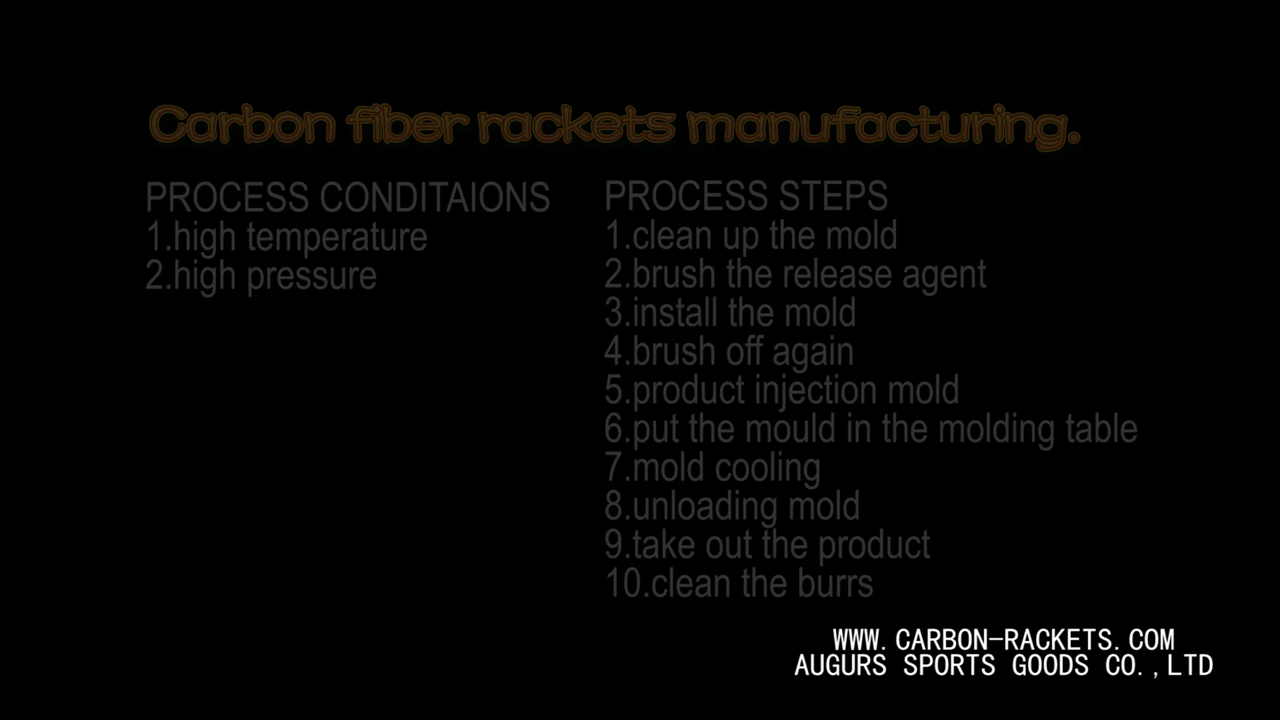 Carbon fiber rackets manufacturing.
PROCESS CONDITAIONS
1.high temperature
2.high pressure
PROCESS STEPS
1.clean up the mold
2.brush the release agent
3.install the mold
4.brush off again
5.product injection mold
6.put the mould in the molding table
7.mold cooling
8.unloading mold
9.take out the product
10.clean the burrs
WWW.CARBON-RACKETS.COM
AUGURS SPORTS GOODS CO.,LTD